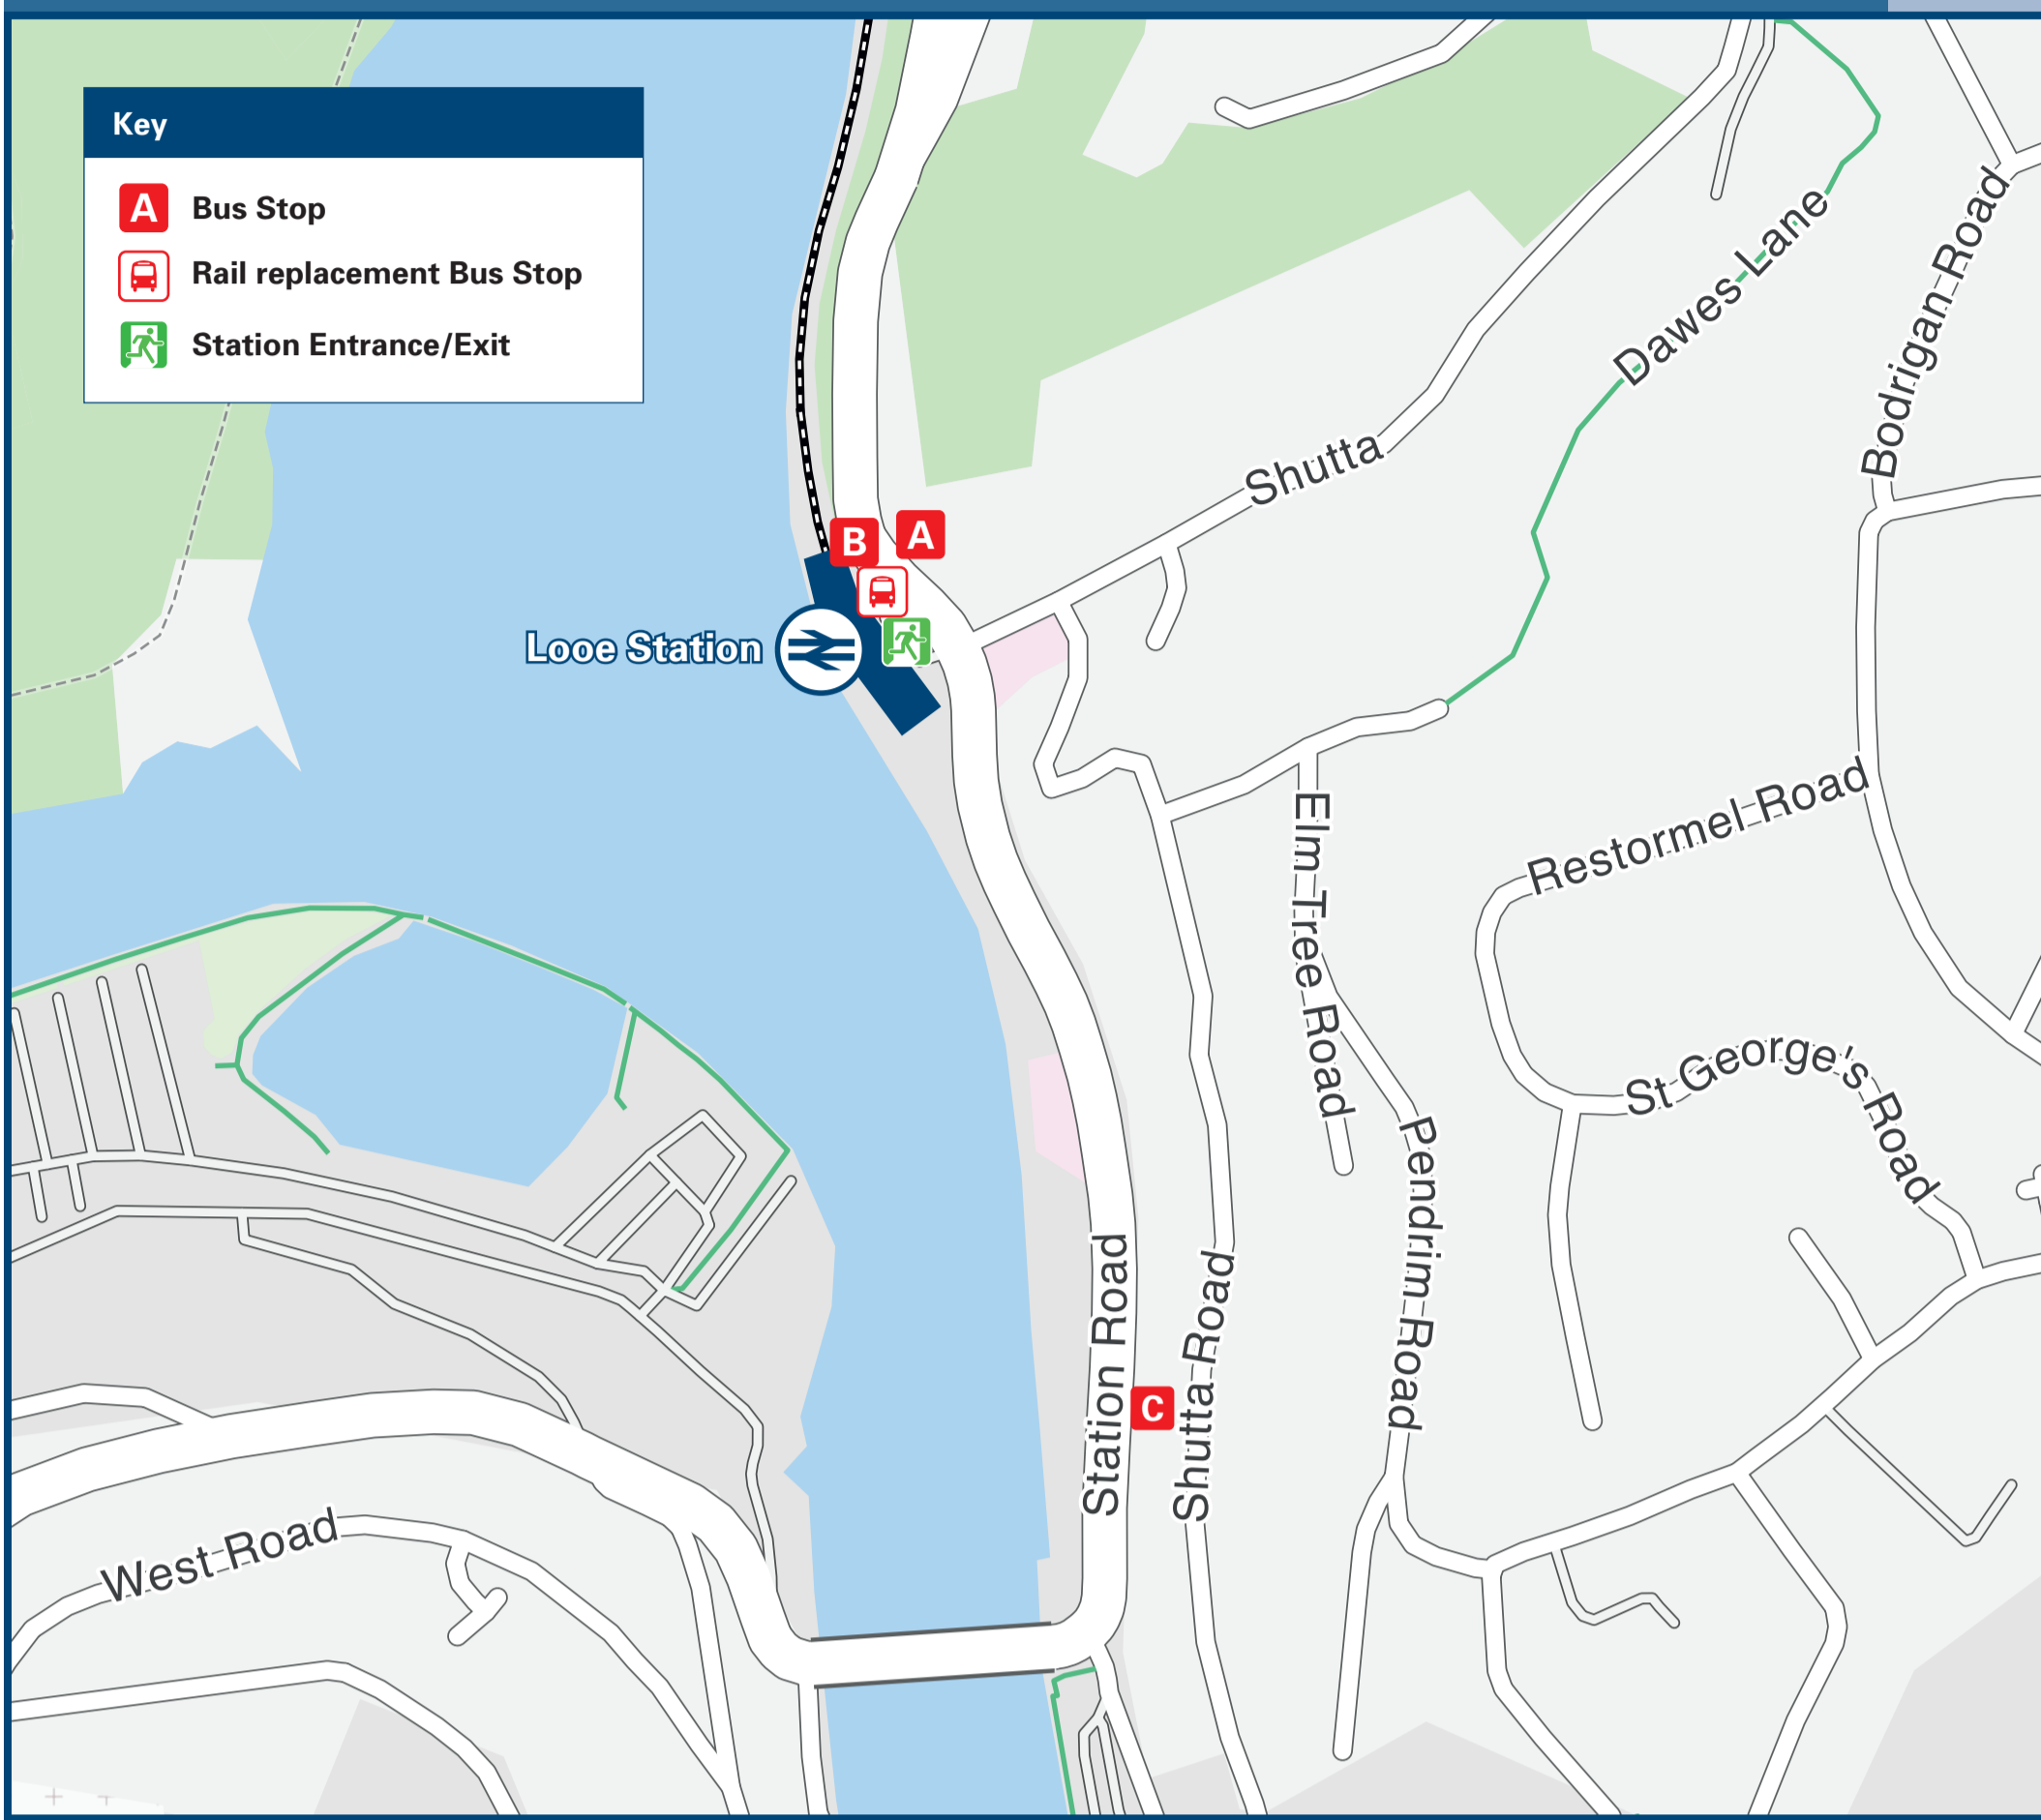 Key
A Bus Stop
Rail replacement Bus Stop
Station Entrance/Exit
Dawes Lane
Bodrigan Road
Shutta
B
A
Looe Station
Restormel Road
Elm Tree Road
St George's Road
Pendrim Road
Station Road
Shutta Road
C
West Road